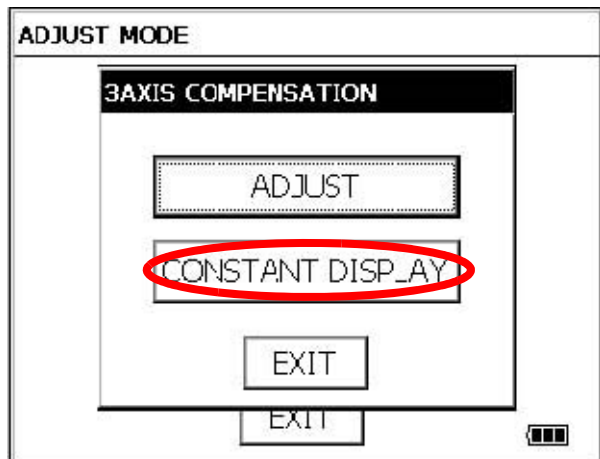 ADJUST MODE
3AXIS COMPENSATION
ADJUST
CONSTANT DISP_AY
EXIT
EXIT